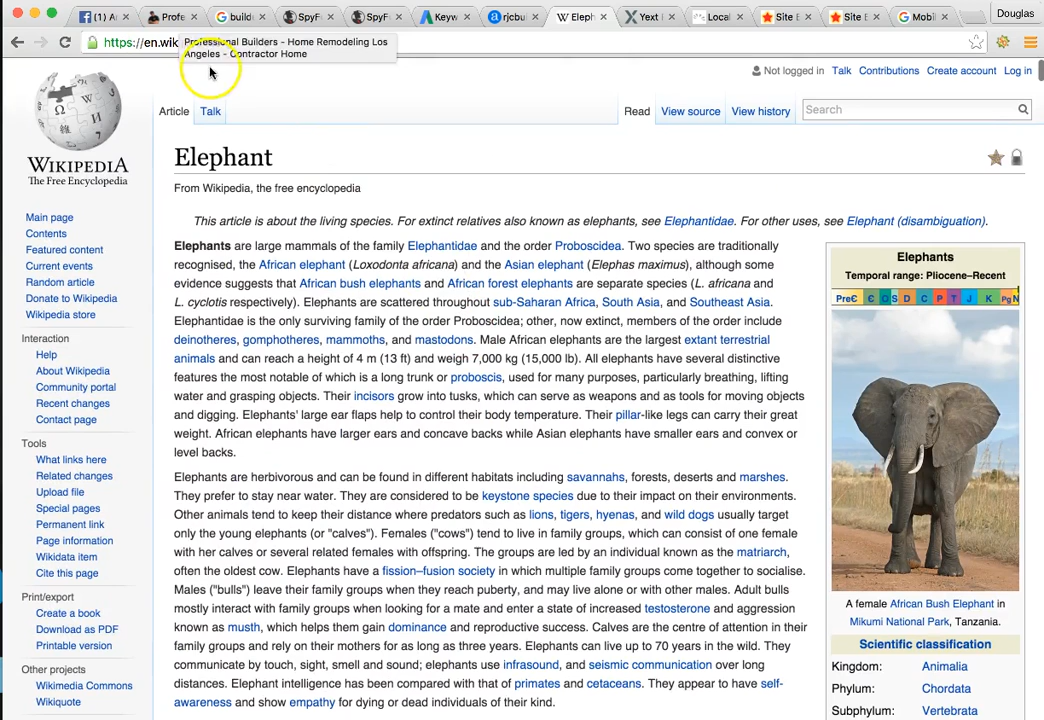 (1) A
Profe
build
SpyF
SpyF
Keyw
rjcbur
Eleph
Yext l
Local
Site E
Site E
Mobil
Douglas
https://en.wik
Professional Builders - Home Remodeling Los
Angeles - Contractor Home
Not logged in Talk Contributions Create account Log in
Article Talk Read View source View history Search
WIKIPEDIA
The Free Encyclopedia
Main page
Contents
Featured content
Current events
Random article
Donate to Wikipedia
Wikipedia store
Interaction
Help
About Wikipedia
Community portal
Recent changes
Contact page
Tools
What links here
Related changes
Upload file
Special pages
Permanent link
Page information
Wikidata item
Cite this page
Print/export
Create a book
Download as PDF
Printable version
Other projects
Wikimedia Commons
Wikiquote
Elephant
From Wikipedia, the free encyclopedia
This article is about the living species. For extinct relatives also known as elephants, see Elephantidae. For other uses, see Elephant (disambiguation).
Elephants are large mammals of the family Elephantidae and the order Proboscidea. Two species are traditionally
recognised, the African elephant (Loxodonta africana) and the Asian elephant (Elephas maximus), although some
evidence suggests that African bush elephants and African forest elephants are separate species (L. africana and
L. cyclotis respectively). Elephants are scattered throughout sub-Saharan Africa, South Asia, and Southeast Asia.
Elephantidae is the only surviving family of the order Proboscidea; other, now extinct, members of the order include
deinotheres, gomphotheres, mammoths, and mastodons. Male African elephants are the largest extant terrestrial
animals and can reach a height of 4 m (13 ft) and weigh 7,000 kg (15,000 lb). All elephants have several distinctive
features the most notable of which is a long trunk or proboscis, used for many purposes, particularly breathing, lifting
water and grasping objects. Their incisors grow into tusks, which can serve as weapons and as tools for moving objects
and digging. Elephants' large ear flaps help to control their body temperature. Their pillar-like legs can carry their great
weight. African elephants have larger ears and concave backs while Asian elephants have smaller ears and convex or
level backs.
Elephants are herbivorous and can be found in different habitats including savannahs, forests, deserts and marshes.
They prefer to stay near water. They are considered to be keystone species due to their impact on their environments.
Other animals tend to keep their distance where predators such as lions, tigers, hyenas, and wild dogs usually target
only the young elephants (or "calves"). Females ("cows") tend to live in family groups, which can consist of one female
with her calves or several related females with offspring. The groups are led by an individual known as the matriarch,
often the oldest cow. Elephants have a fission–fusion society in which multiple family groups come together to socialise.
Males ("bulls") leave their family groups when they reach puberty, and may live alone or with other males. Adult bulls
mostly interact with family groups when looking for a mate and enter a state of increased testosterone and aggression
known as musth, which helps them gain dominance and reproductive success. Calves are the centre of attention in their
family groups and rely on their mothers for as long as three years. Elephants can live up to 70 years in the wild. They
communicate by touch, sight, smell and sound; elephants use infrasound, and seismic communication over long
distances. Elephant intelligence has been compared with that of primates and cetaceans. They appear to have self-
awareness and show empathy for dying or dead individuals of their kind.
Elephants
Temporal range: Pliocene–Recent
PreЄ Є O S D C P T J K Pg N
A female African Bush Elephant in
Mikumi National Park, Tanzania.
Scientific classification
Kingdom: Animalia
Phylum: Chordata
Subphylum: Vertebrata